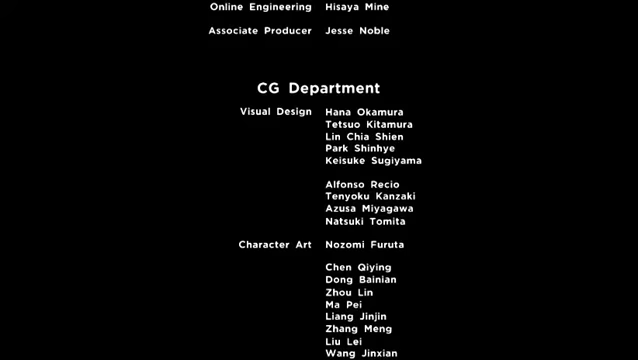 Online Engineering Hisaya Mine
Associate Producer Jesse Noble
CG Department
Visual Design Hana Okamura
Tetsuo Kitamura
Lin Chia Shien
Park Shinhye
Keisuke Sugiyama
Alfonso Recio
Tenyoku Kanzaki
Azusa Miyagawa
Natsuki Tomita
Character Art Nozomi Furuta
Chen Qiying
Dong Bainian
Zhou Lin
Ma Pei
Liang Jinjin
Zhang Meng
Liu Lei
Wang Jinxian